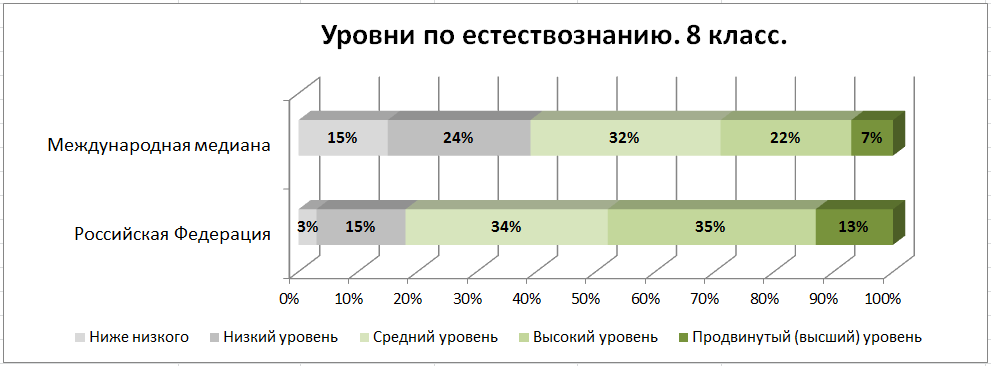 Уровни по естествознанию. 8 класс.
Международная медиана
15% 24% 32% 22% 7%
Российская Федерация
3% 15% 34% 35% 13%
0% 10% 20% 30% 40% 50% 60% 70% 80% 90% 100%
Ниже низкого Низкий уровень Средний уровень Высокий уровень Продвинутый (высший) уровень